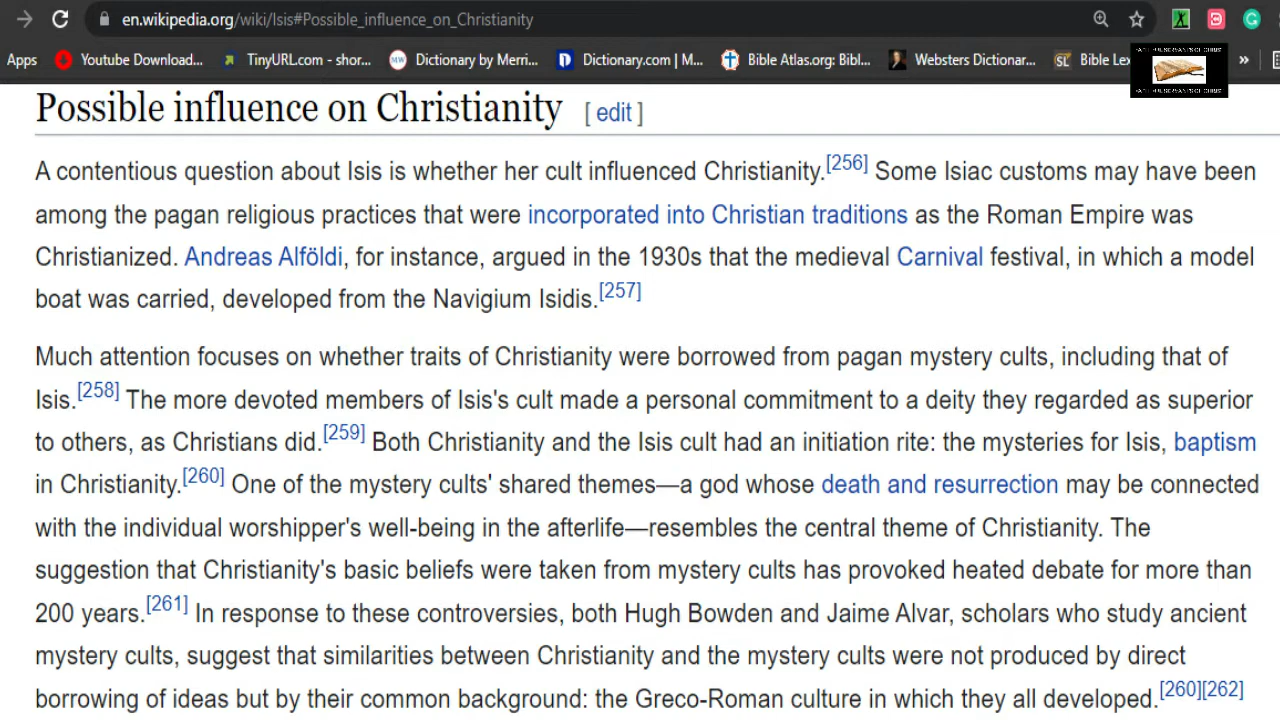 en.wikipedia.org/wiki/Isis#Possible_influence_on_Christianity
Apps Youtube Download... TinyURL.com - shor... MW Dictionary by Merri... D Dictionary.com | M... Bible Atlas.org: Bibl... Websters Dictionar... SL Bible Lex »
Possible influence on Christianity [ edit ]
A contentious question about Isis is whether her cult influenced Christianity.[256] Some Isiac customs may have been
among the pagan religious practices that were incorporated into Christian traditions as the Roman Empire was
Christianized. Andreas Alföldi, for instance, argued in the 1930s that the medieval Carnival festival, in which a model
boat was carried, developed from the Navigium Isidis.[257]
Much attention focuses on whether traits of Christianity were borrowed from pagan mystery cults, including that of
Isis.[258] The more devoted members of Isis's cult made a personal commitment to a deity they regarded as superior
to others, as Christians did.[259] Both Christianity and the Isis cult had an initiation rite: the mysteries for Isis, baptism
in Christianity.[260] One of the mystery cults' shared themes—a god whose death and resurrection may be connected
with the individual worshipper's well-being in the afterlife—resembles the central theme of Christianity. The
suggestion that Christianity's basic beliefs were taken from mystery cults has provoked heated debate for more than
200 years.[261] In response to these controversies, both Hugh Bowden and Jaime Alvar, scholars who study ancient
mystery cults, suggest that similarities between Christianity and the mystery cults were not produced by direct
borrowing of ideas but by their common background: the Greco-Roman culture in which they all developed.[260][262]